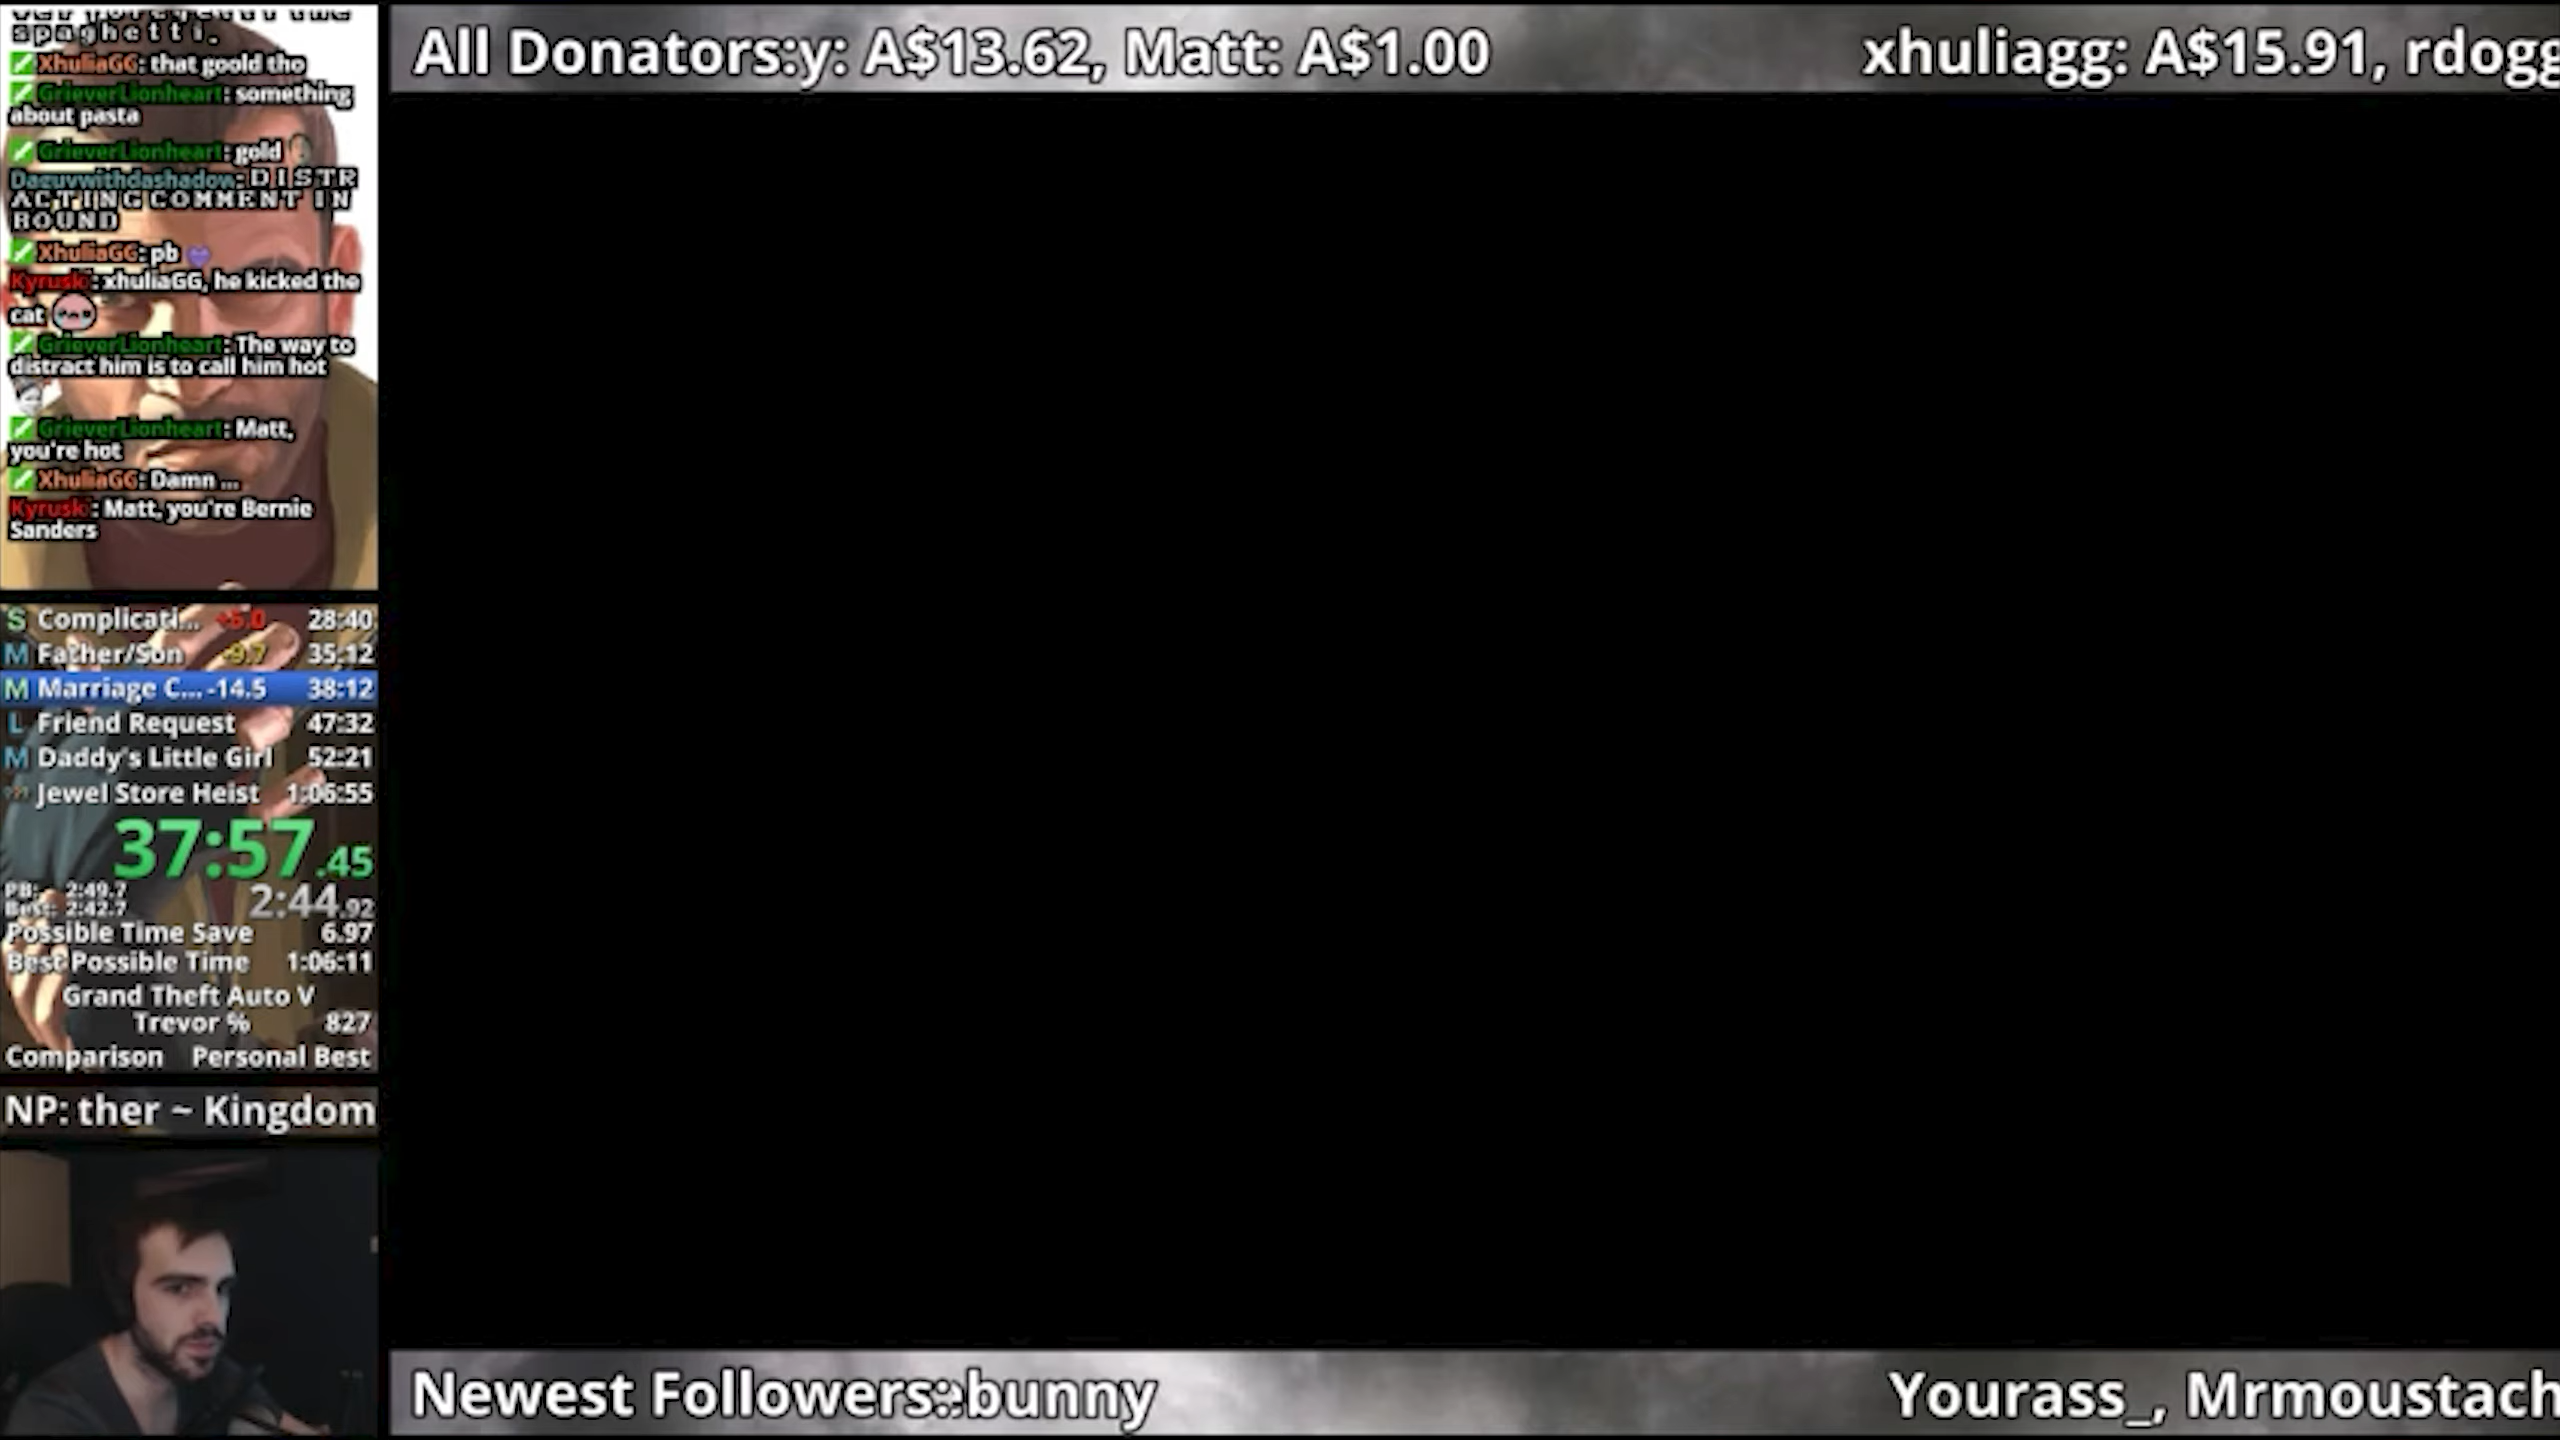 spaghetti.
XhuliaGG: that goold tho
GrieverLionheart: something
about pasta
GrieverLionheart: gold
Daguywithdashadow: D I S T R
A C T I N G C O M M E N T I N
B O U N D
XhuliaGG: pb
Kyruski: xhuliaGG, he kicked the
cat
GrieverLionheart: The way to
distract him is to call him hot
GrieverLionheart: Matt,
you're hot
XhuliaGG: Damn ...
Kyruski: Matt, you're Bernie
Sanders
S Complicati... +5.0 28:40
M Father/Son -9.7 35:12
M Marriage C... -14.5 38:12
L Friend Request 47:32
M Daddy's Little Girl 52:21
Jewel Store Heist 1:06:55
37:57.45
PB: 2:49.7
Best: 2:42.7 2:44.92
Possible Time Save 6.97
Best Possible Time 1:06:11
Grand Theft Auto V
Trevor % 827
Comparison Personal Best
NP: ther ~ Kingdom
All Donators:y: A$13.62, Matt: A$1.00 xhuliagg: A$15.91, rdogg
Newest Followers:bunny Yourass_, Mrmoustach